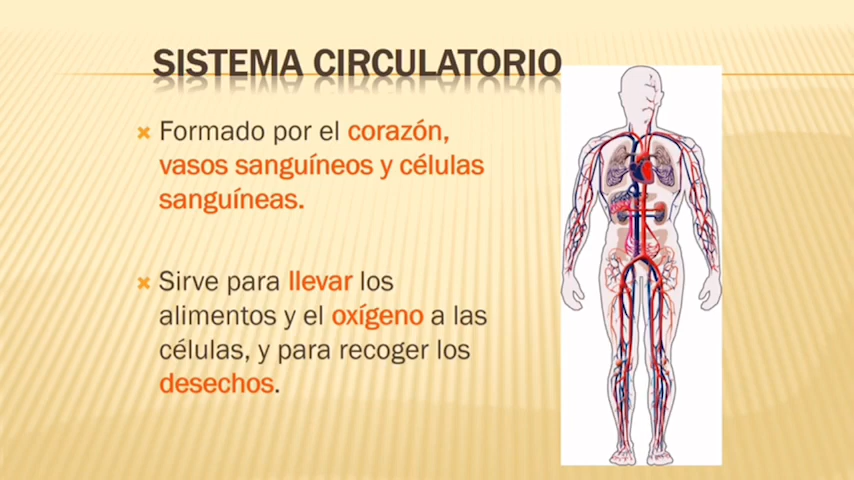 SISTEMA CIRCULATORIO
Formado por el corazón,
vasos sanguíneos y células
sanguíneas.
Sirve para llevar los
alimentos y el oxígeno a las
células, y para recoger los
desechos.